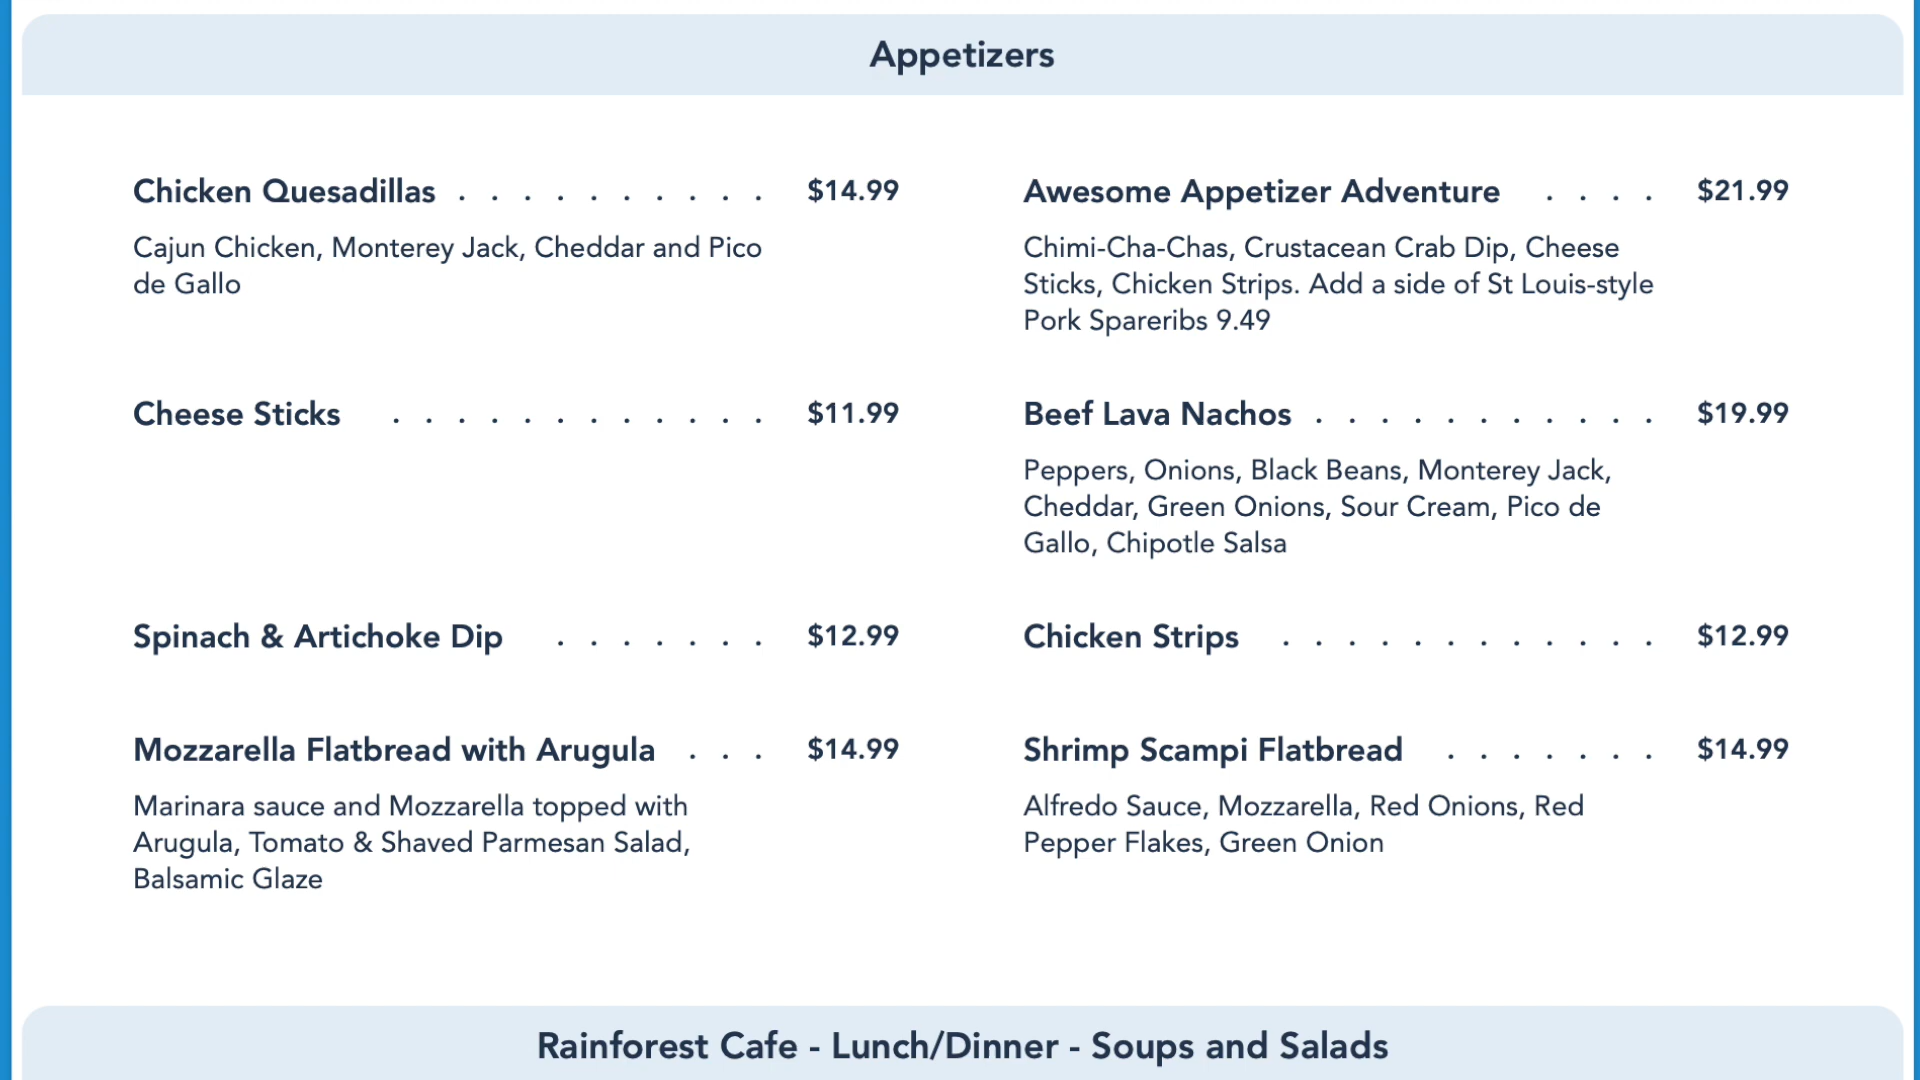 Appetizers
Chicken Quesadillas . . . . . . . . . . $14.99
Cajun Chicken, Monterey Jack, Cheddar and Pico
de Gallo
Awesome Appetizer Adventure . . . . $21.99
Chimi-Cha-Chas, Crustacean Crab Dip, Cheese
Sticks, Chicken Strips. Add a side of St Louis-style
Pork Spareribs 9.49
Cheese Sticks . . . . . . . . . . . . $11.99
Beef Lava Nachos . . . . . . . . . . . $19.99
Peppers, Onions, Black Beans, Monterey Jack,
Cheddar, Green Onions, Sour Cream, Pico de
Gallo, Chipotle Salsa
Spinach & Artichoke Dip . . . . . . . $12.99
Chicken Strips . . . . . . . . . . . . $12.99
Mozzarella Flatbread with Arugula . . . $14.99
Marinara sauce and Mozzarella topped with
Arugula, Tomato & Shaved Parmesan Salad,
Balsamic Glaze
Shrimp Scampi Flatbread . . . . . . . $14.99
Alfredo Sauce, Mozzarella, Red Onions, Red
Pepper Flakes, Green Onion
Rainforest Cafe - Lunch/Dinner - Soups and Salads